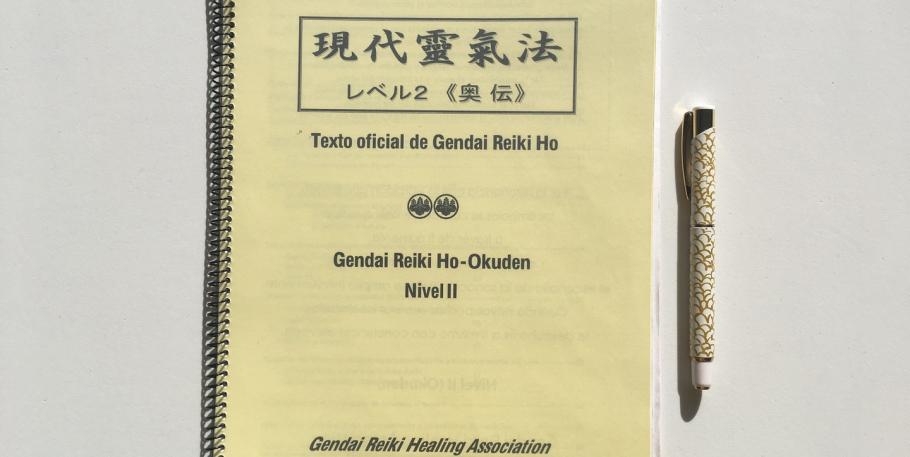 現代靈氣法
レベル2 《奥 伝》
Texto oficial de Gendai Reiki Ho
Gendai Reiki Ho-Okuden
Nivel II
Gendai Reiki Healing Association